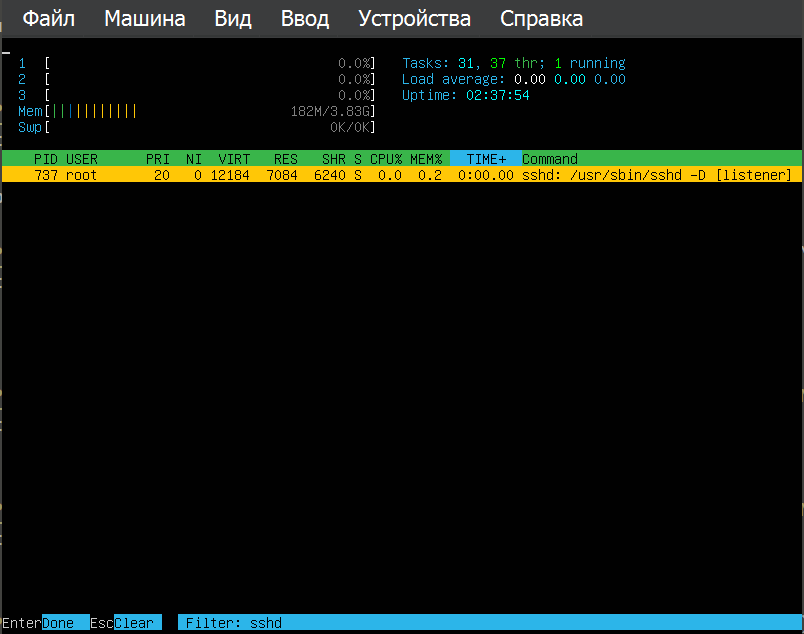 Файл Машина Вид Ввод Устройства Справка
1 [ 0.0%] Tasks: 31, 37 thr; 1 running
2 [ 0.0%] Load average: 0.00 0.00 0.00
3 [ 0.0%] Uptime: 02:37:54
Mem[||||||||||| 182M/3.83G]
Swp[ 0K/0K]
PID USER PRI NI VIRT RES SHR S CPU% MEM% TIME+ Command
737 root 20 0 12184 7084 6240 S 0.0 0.2 0:00.00 sshd: /usr/sbin/sshd -D [listener]
EnterDone EscClear Filter: sshd